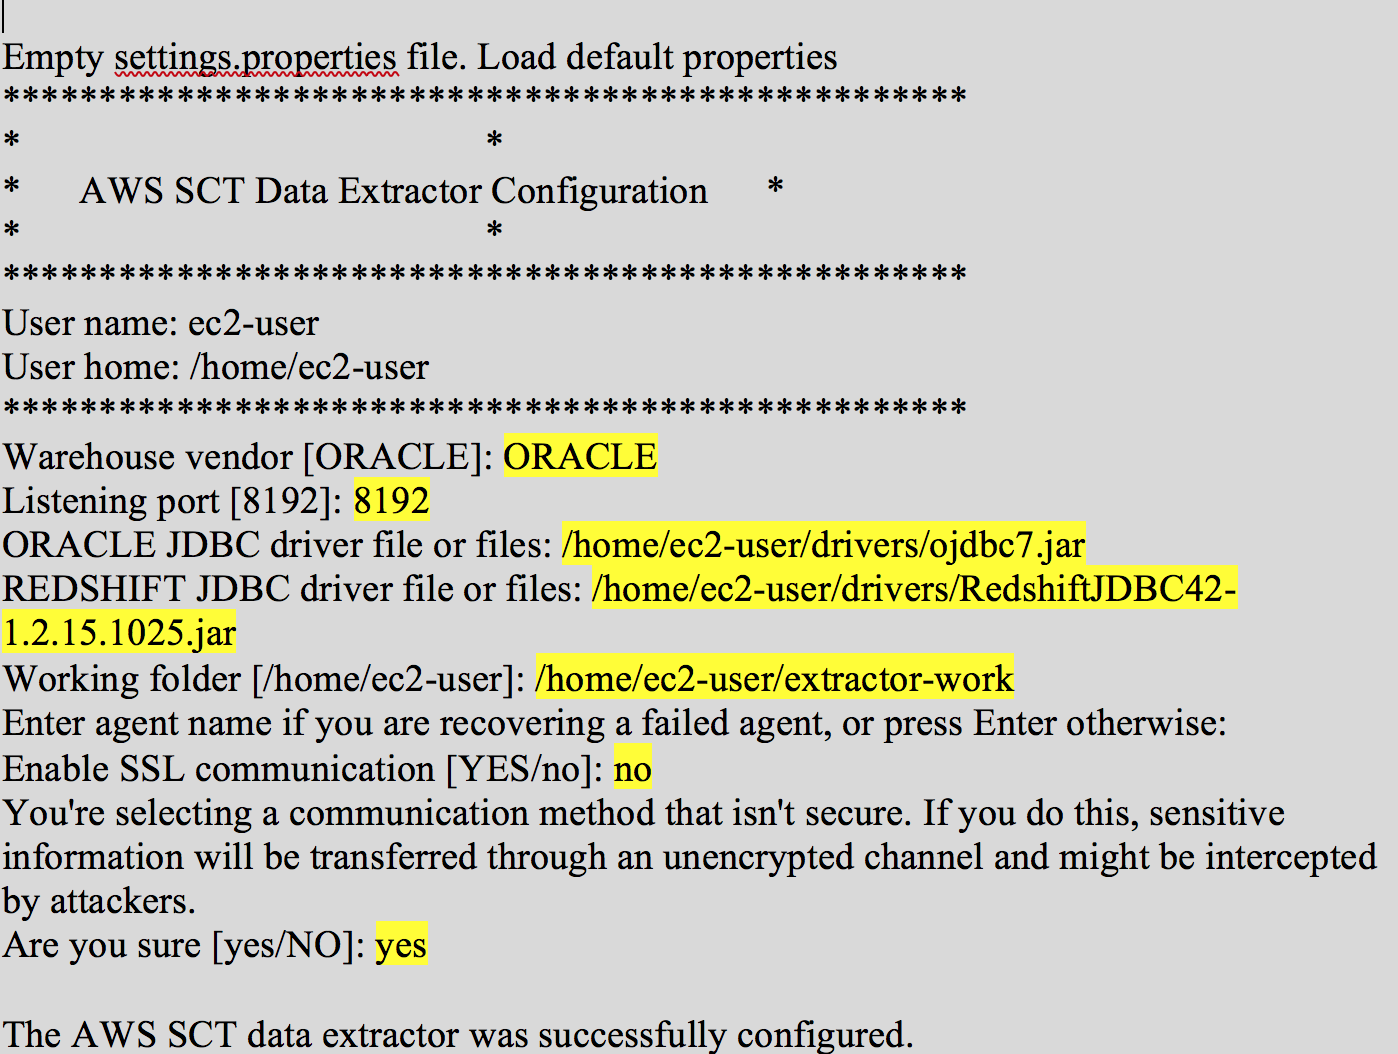 Empty settings.properties file. Load default properties
**************************************************
* *
* AWS SCT Data Extractor Configuration *
* *
**************************************************
User name: ec2-user
User home: /home/ec2-user
**************************************************
Warehouse vendor [ORACLE]: ORACLE
Listening port [8192]: 8192
ORACLE JDBC driver file or files: /home/ec2-user/drivers/ojdbc7.jar
REDSHIFT JDBC driver file or files: /home/ec2-user/drivers/RedshiftJDBC42-
1.2.15.1025.jar
Working folder [/home/ec2-user]: /home/ec2-user/extractor-work
Enter agent name if you are recovering a failed agent, or press Enter otherwise:
Enable SSL communication [YES/no]: no
You're selecting a communication method that isn't secure. If you do this, sensitive
information will be transferred through an unencrypted channel and might be intercepted
by attackers.
Are you sure [yes/NO]: yes
The AWS SCT data extractor was successfully configured.